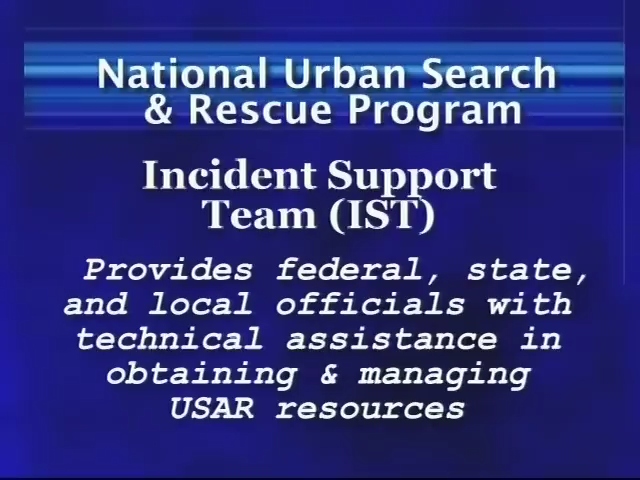 National Urban Search
& Rescue Program
Incident Support
Team (IST)
Provides federal, state,
and local officials with
technical assistance in
obtaining & managing
USAR resources